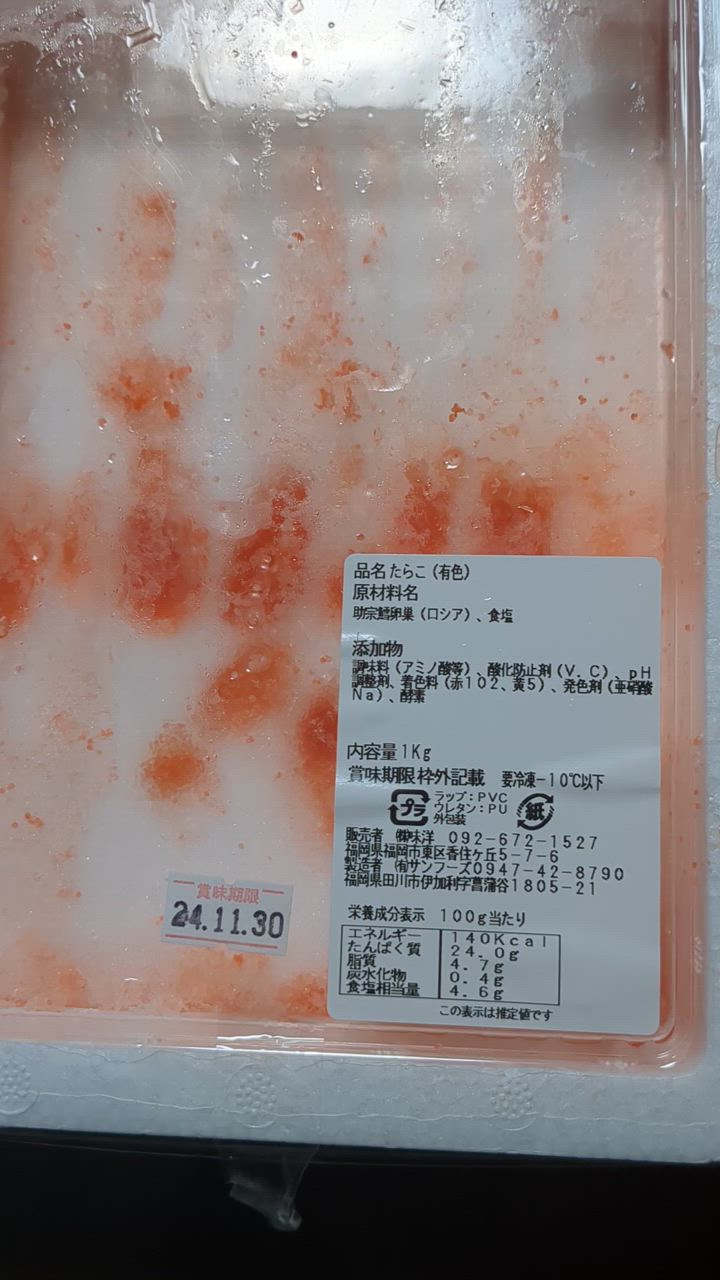 品名 たらこ（有色）
原材料名
助宗鱈卵巣（ロシア）、食塩
添加物
調味料（アミノ酸等）、酸化防止剤（Ｖ．Ｃ）、ｐＨ
調整剤、着色料（赤１０２、黄５）、発色剤（亜硝酸
Ｎａ）、酵素
内容量 1Kg
賞味期限 枠外記載 要冷凍－１０℃以下
プラ
ラップ：ＰＶＣ
ウレタン：ＰＵ
外包装
紙
販売者 ㈱味洋 ０９２－６７２－１５２７
福岡県福岡市東区香住ヶ丘５－７－６
製造者 ㈲サンフーズ０９４７－４２－８７９０
福岡県田川市伊加利字菖蒲谷１８０５－２１
賞味期限
24.11.30
栄養成分表示 １００ｇ当たり
エネルギー １４０Ｋｃａｌ
たんぱく質 ２４．０ｇ
脂質 ４．７ｇ
炭水化物 ０．４ｇ
食塩相当量 ４．６ｇ
この表示は推定値です